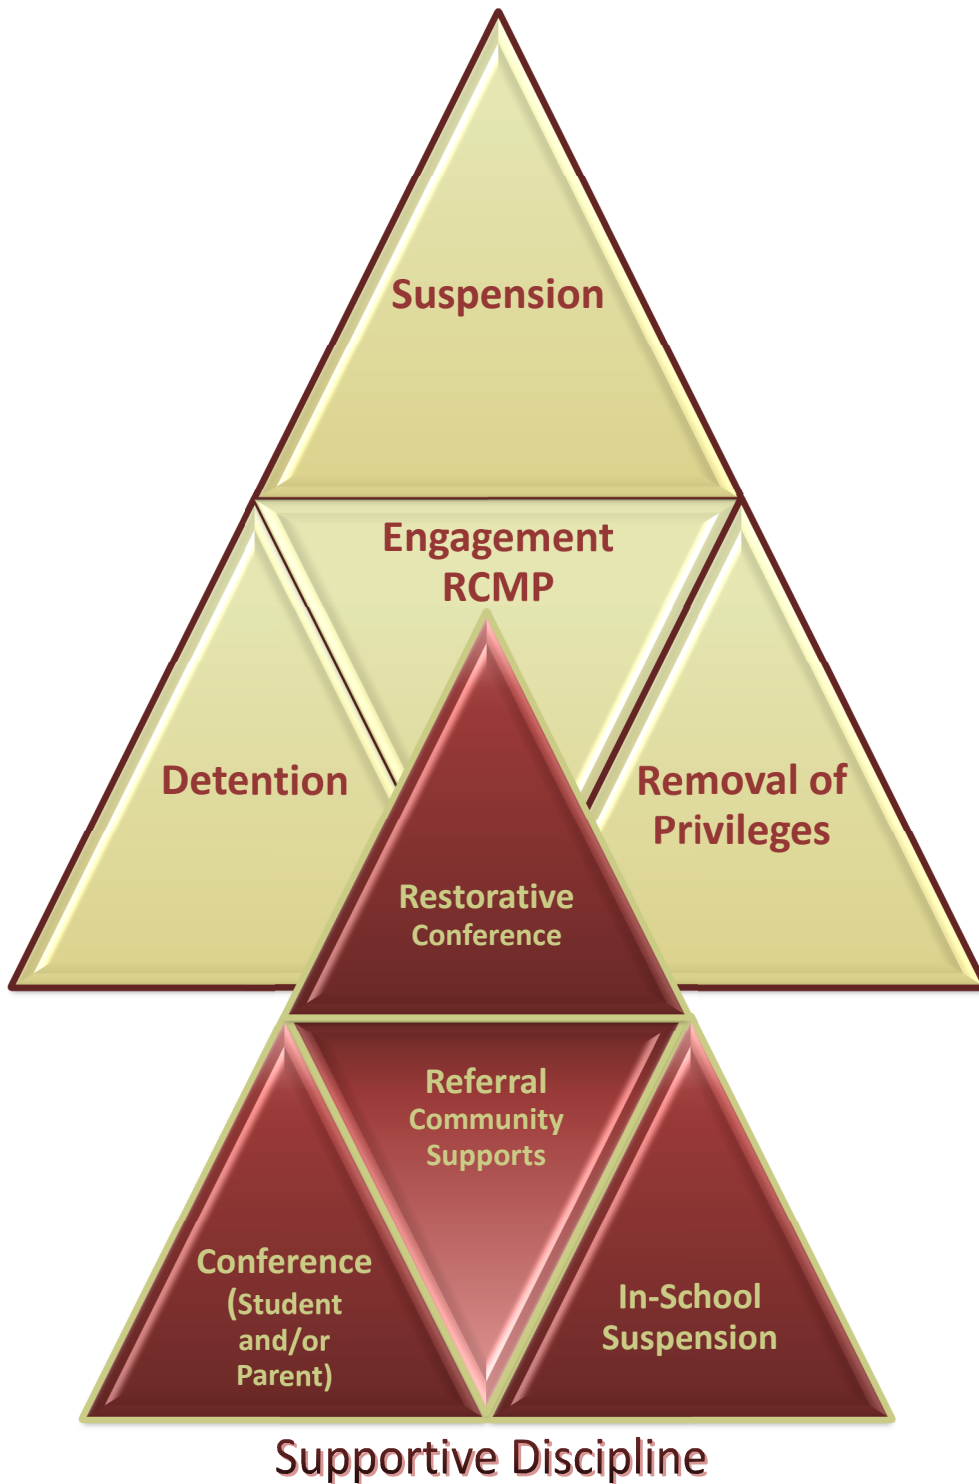 Suspension
Engagement
RCMP
Detention
Removal of
Privileges
Restorative
Conference
Referral
Community
Supports
Conference
(Student
and/or
Parent)
In-School
Suspension
Supportive Discipline